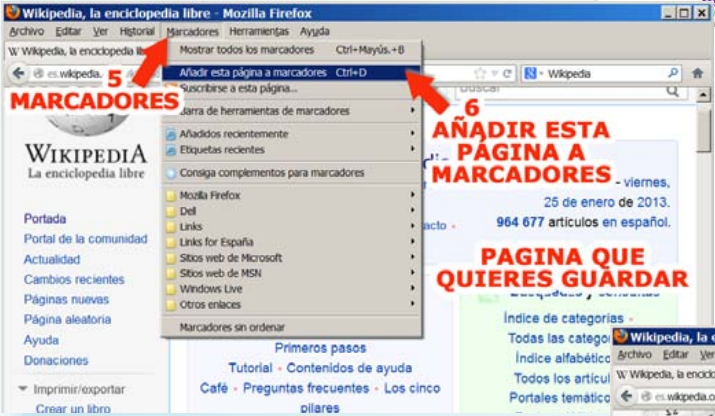 Wikipedia, la enciclopedia libre - Mozilla Firefox
Archivo Editar Ver Historial Marcadores Herramientas Ayuda
W Wikipedia, la enciclopedia
Mostrar todos los marcadores Ctrl+Mayús.+B
es.wikipedia.
Añadir esta página a marcadores Ctrl+D
Wikipedia
5
MARCADORES
Suscribirse a esta página...
Buscar
6
AÑADIR ESTA
PÁGINA A
MARCADORES
Barra de herramientas de marcadores
Añadidos recientemente
Etiquetas recientes
WIKIPEDIA
La enciclopedia libre
Consiga complementos para marcadores
- viernes,
25 de enero de 2013.
964 677 artículos en español.
Mozilla Firefox
Dell
Links
Links for España
Sitios web de Microsoft
Sitios web de MSN
Windows Live
Otros enlaces
Marcadores sin ordenar
Portada
Portal de la comunidad
Actualidad
Cambios recientes
Páginas nuevas
Página aleatoria
Ayuda
Donaciones
Imprimir/exportar
Crear un libro
PAGINA QUE
QUIERES GUARDAR
Índice de categorías
Todas las catego
Índice alfabétic
Todos los artícul
Portales temátic
Primeros pasos
Tutorial • Contenidos de ayuda
Café • Preguntas frecuentes • Los cinco
pilares
Wikipedia, la e
Archivo Editar Ver
W Wikipedia, la encicl
es.wikipedia.o